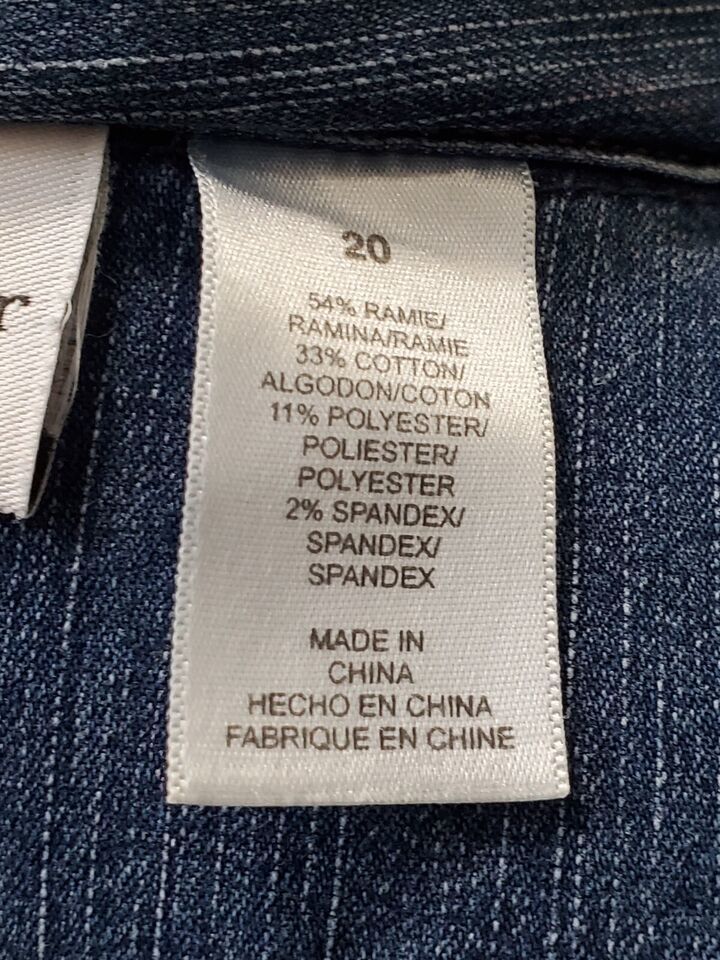 r
20
54% RAMIE/
RAMINA/RAMIE
33% COTTON/
ALGODON/COTON
11% POLYESTER/
POLIESTER/
POLYESTER
2% SPANDEX/
SPANDEX/
SPANDEX
MADE IN
CHINA
HECHO EN CHINA
FABRIQUE EN CHINE